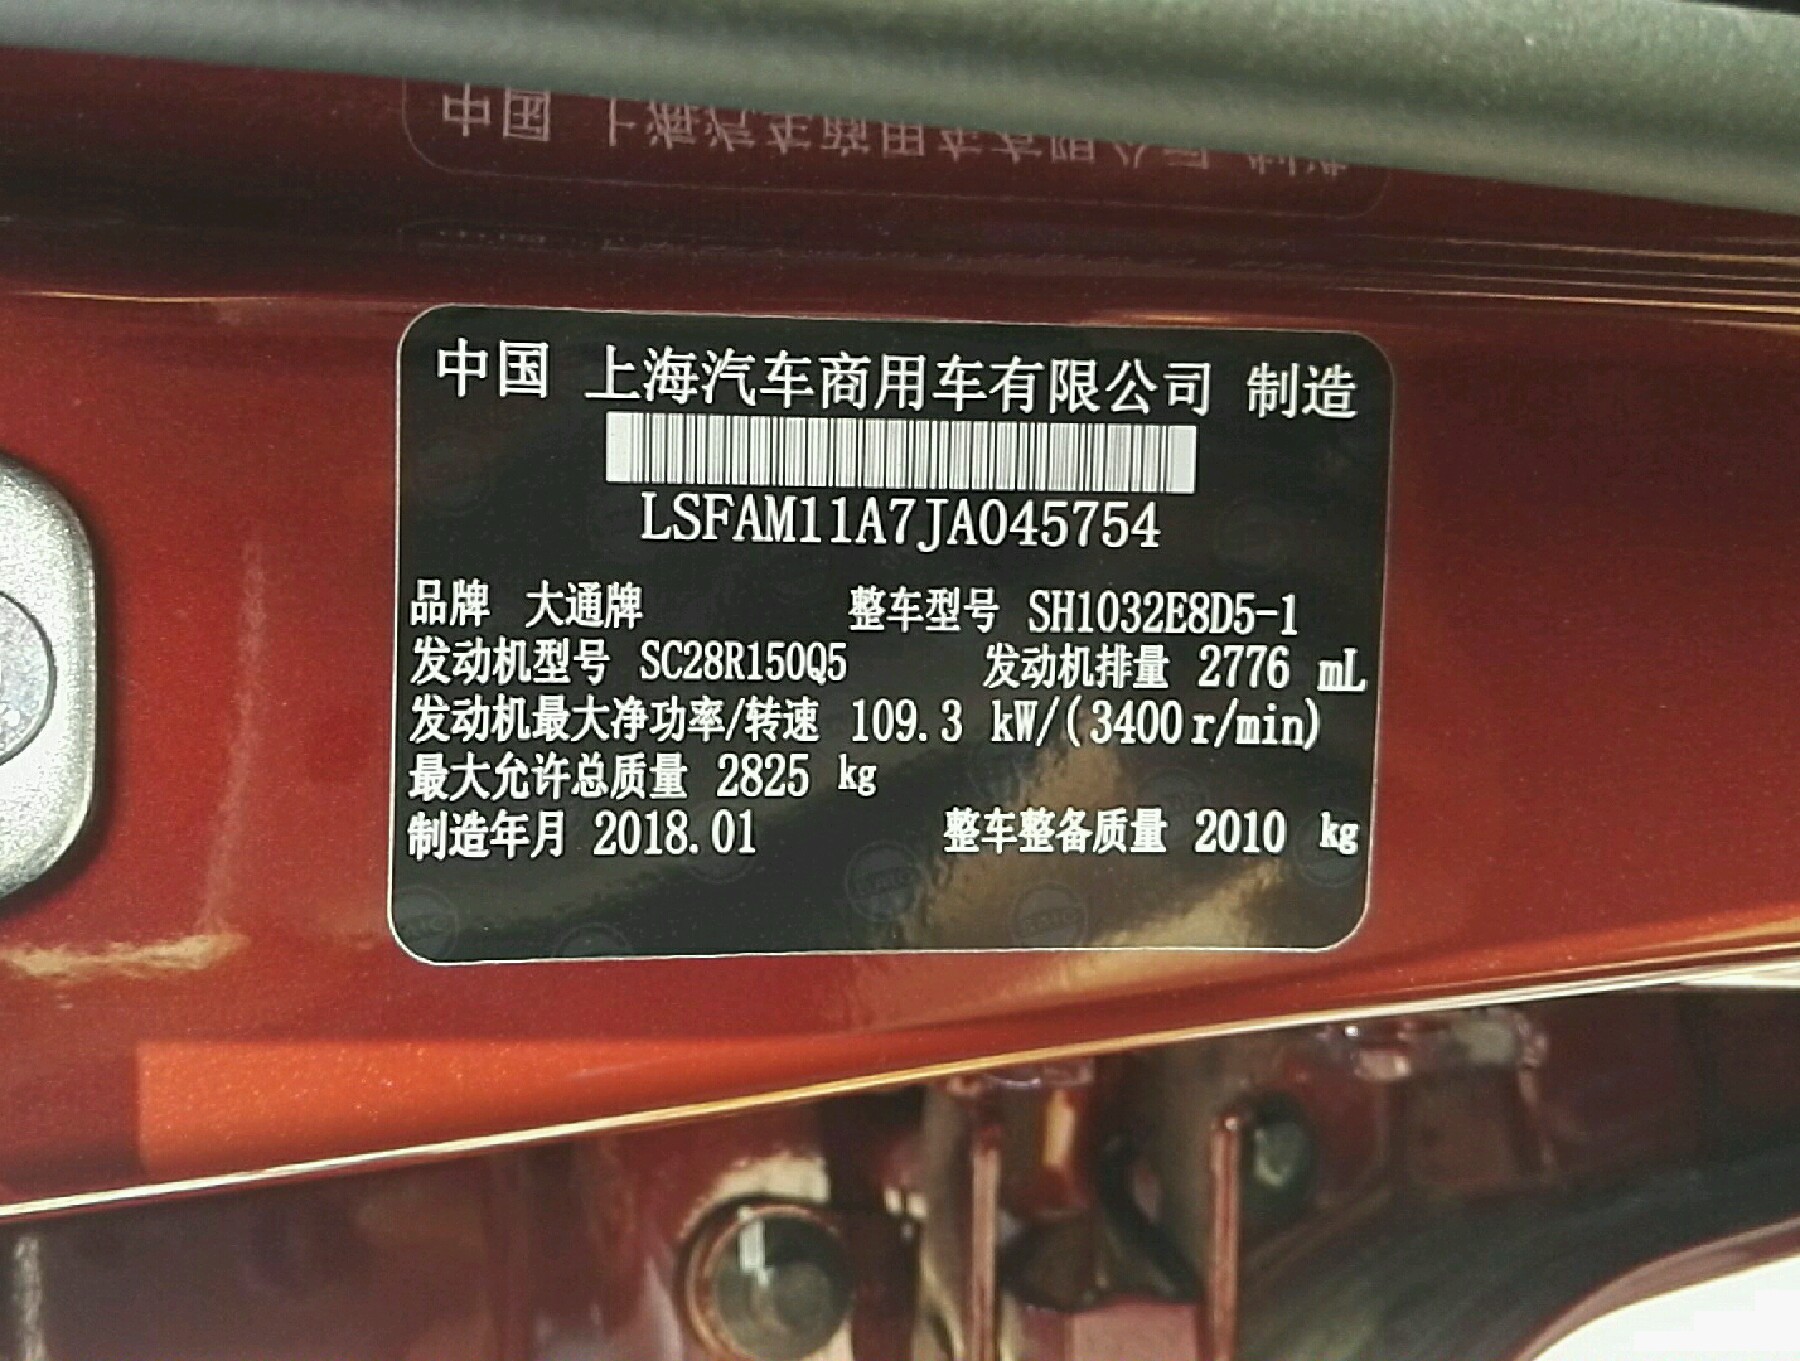 中国 上海汽车商用车有限公司 制造
LSFAM11A7JA045754
品牌 大通牌 整车型号 SH1032E8D5-1
发动机型号 SC28R150Q5 发动机排量 2776 mL
发动机最大净功率/转速 109.3 kW/(3400r/min)
最大允许总质量 2825 kg
制造年月 2018.01 整车整备质量 2010 kg